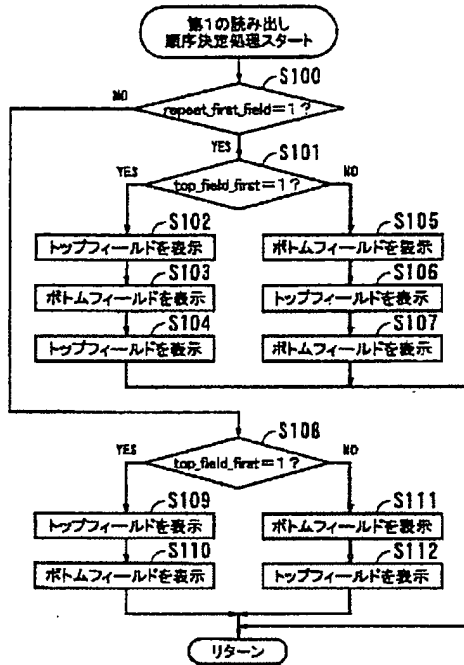 第1の読み出し
順序決定処理スタート
S100
NO
repeat_first_field=1?
YES
S101
YES
NO
top_field_first=1?
S102
S105
トップフィールドを表示
ボトムフィールドを表示
S103
S106
ボトムフィールドを表示
トップフィールドを表示
S104
S107
トップフィールドを表示
ボトムフィールドを表示
S108
YES
NO
top_field_first=1?
S109
S111
トップフィールドを表示
ボトムフィールドを表示
S110
S112
ボトムフィールドを表示
トップフィールドを表示
リターン